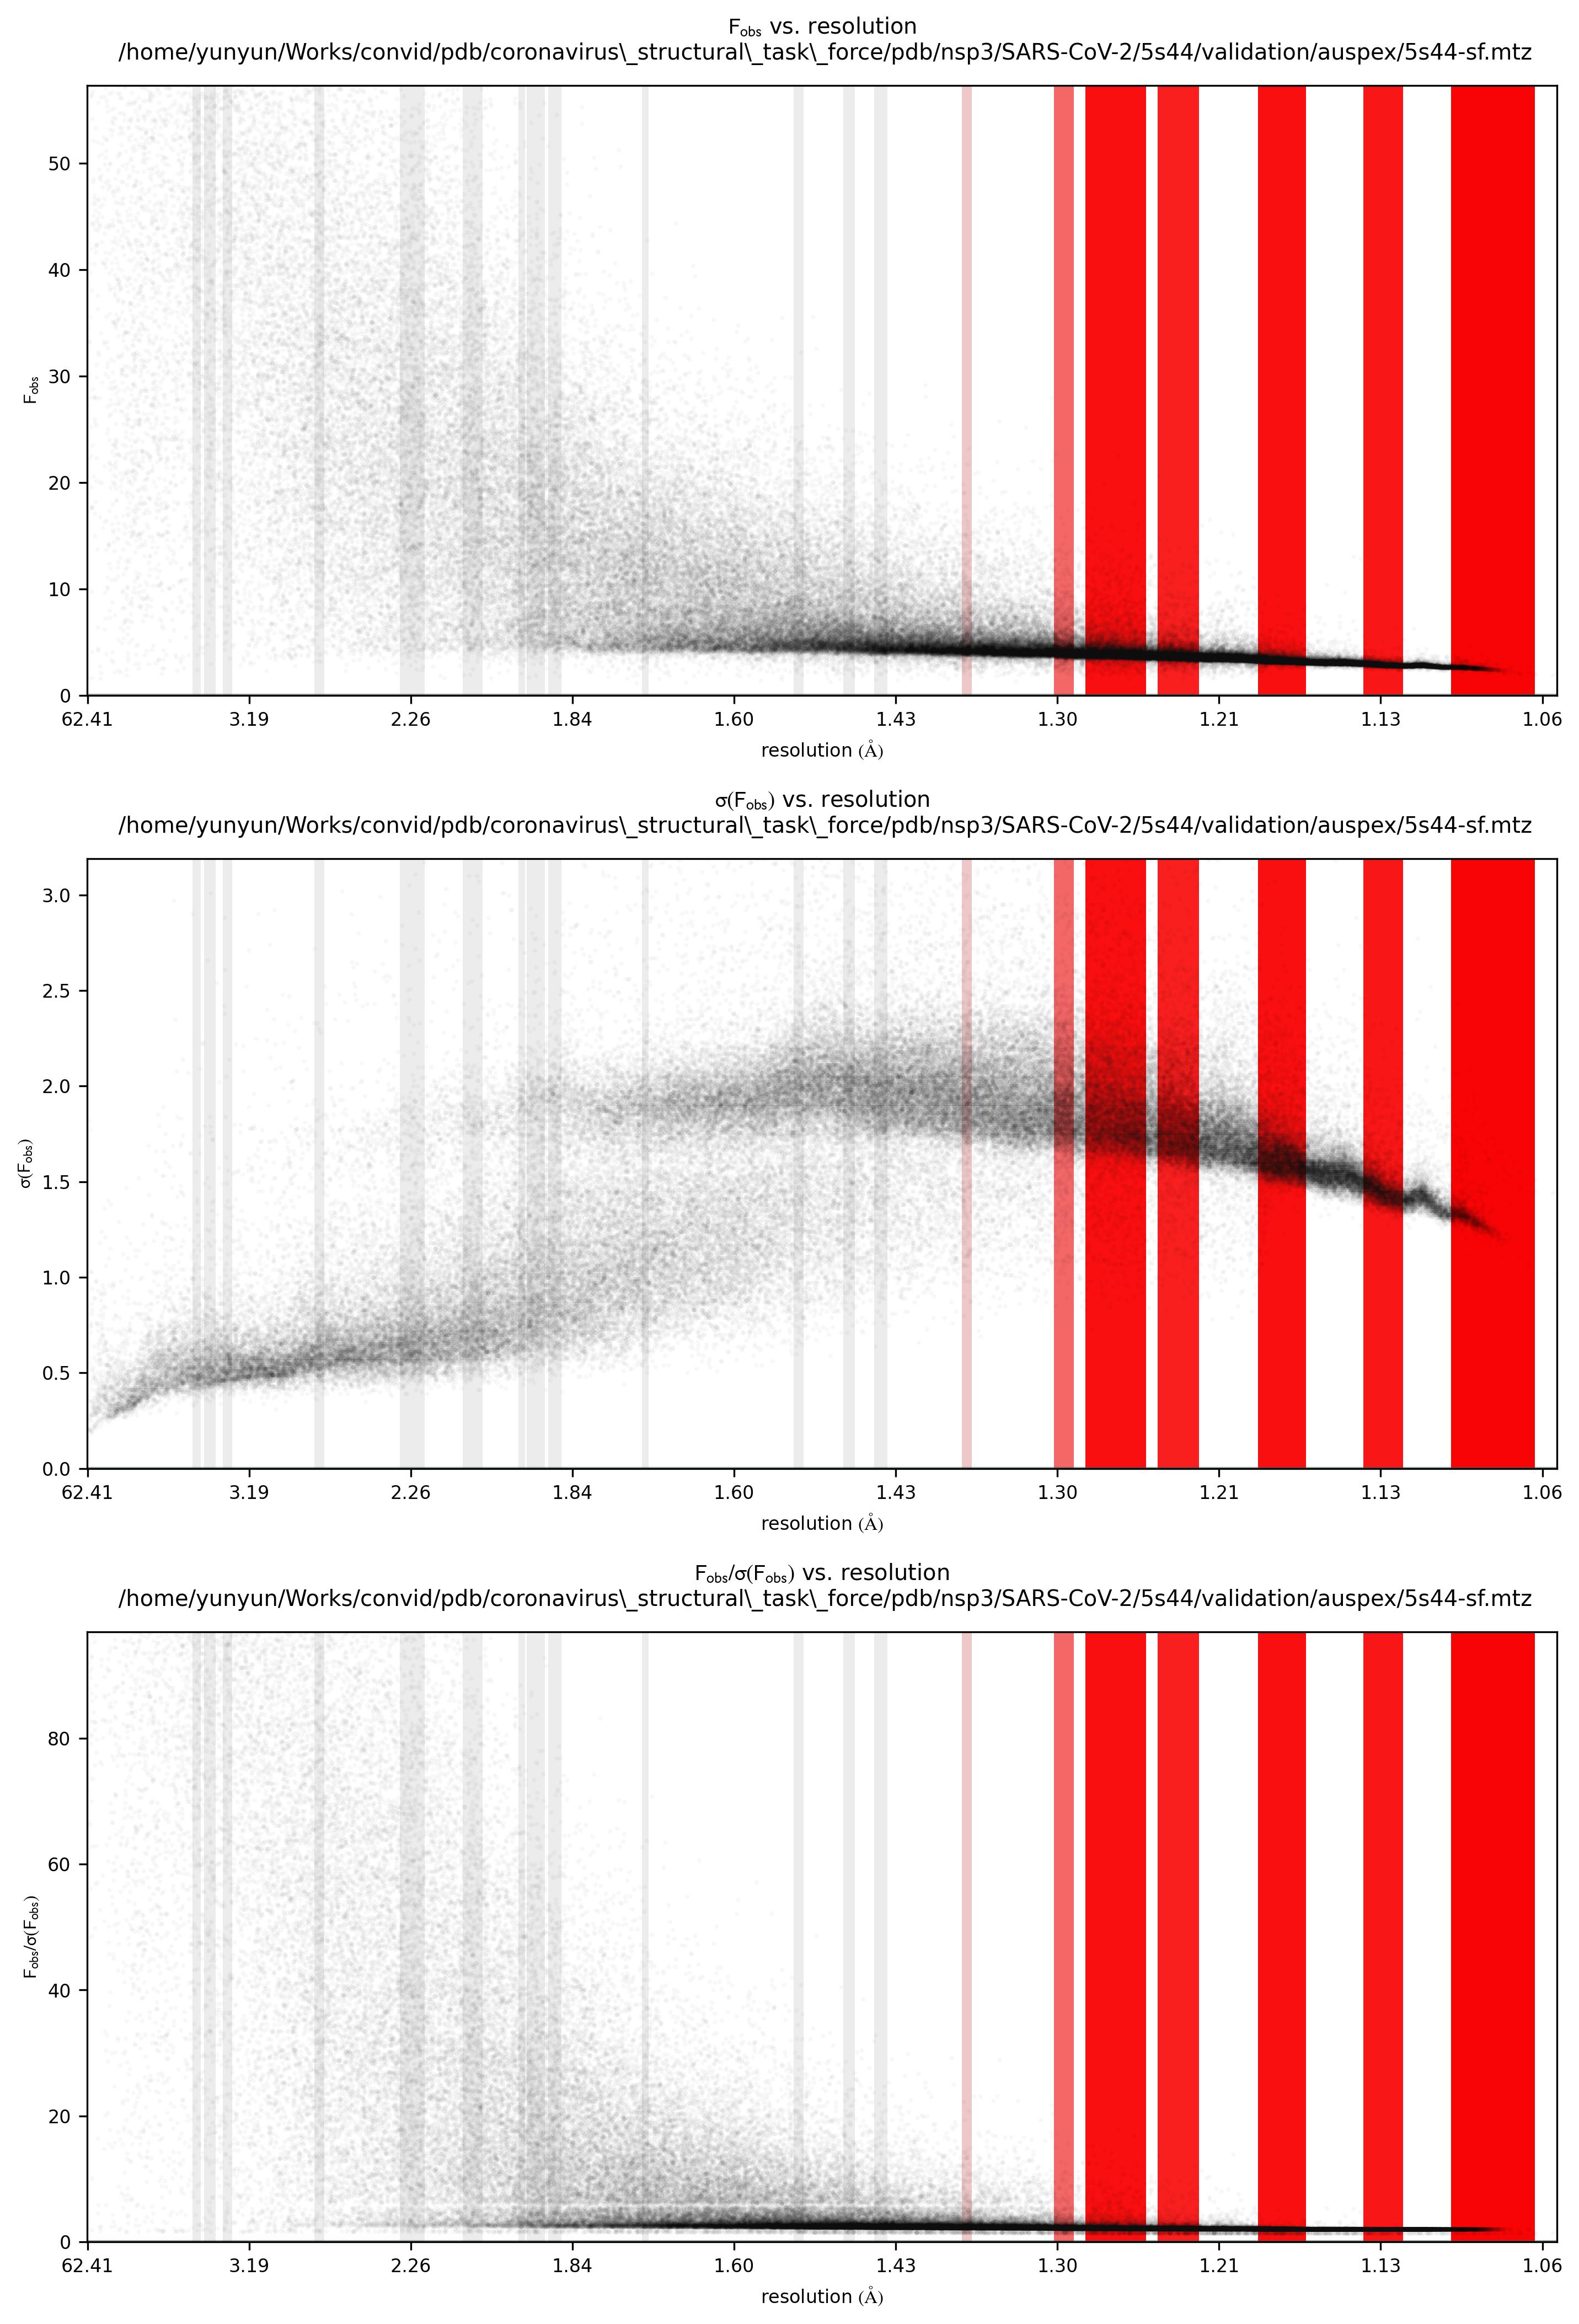 Fobs vs. resolution
/home/yunyun/Works/convid/pdb/coronavirus\_structural\_task\_force/pdb/nsp3/SARS-CoV-2/5s44/validation/auspex/5s44-sf.mtz
50
40
30
20
10
0
Fobs
62.41 3.19 2.26 1.84 1.60 1.43 1.30 1.21 1.13 1.06
resolution (Å)
σ(Fobs) vs. resolution
/home/yunyun/Works/convid/pdb/coronavirus\_structural\_task\_force/pdb/nsp3/SARS-CoV-2/5s44/validation/auspex/5s44-sf.mtz
3.0
2.5
2.0
1.5
1.0
0.5
0.0
σ(Fobs)
62.41 3.19 2.26 1.84 1.60 1.43 1.30 1.21 1.13 1.06
resolution (Å)
Fobs/σ(Fobs) vs. resolution
/home/yunyun/Works/convid/pdb/coronavirus\_structural\_task\_force/pdb/nsp3/SARS-CoV-2/5s44/validation/auspex/5s44-sf.mtz
80
60
40
20
0
Fobs/σ(Fobs)
62.41 3.19 2.26 1.84 1.60 1.43 1.30 1.21 1.13 1.06
resolution (Å)